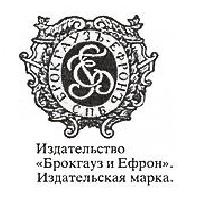 БРОКГАУЗЪ-ЕФРОНЪ
СПБ
Издательство
«Брокгауз и Ефрон».
Издательская марка.